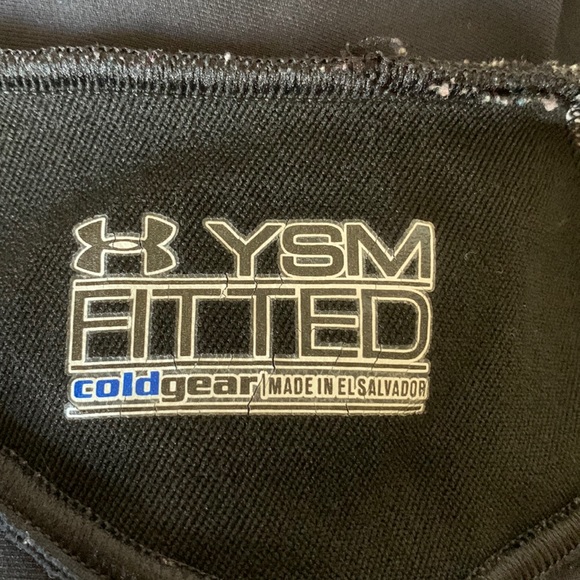 YSM
FITTED
coldgear MADE IN EL SALVADOR